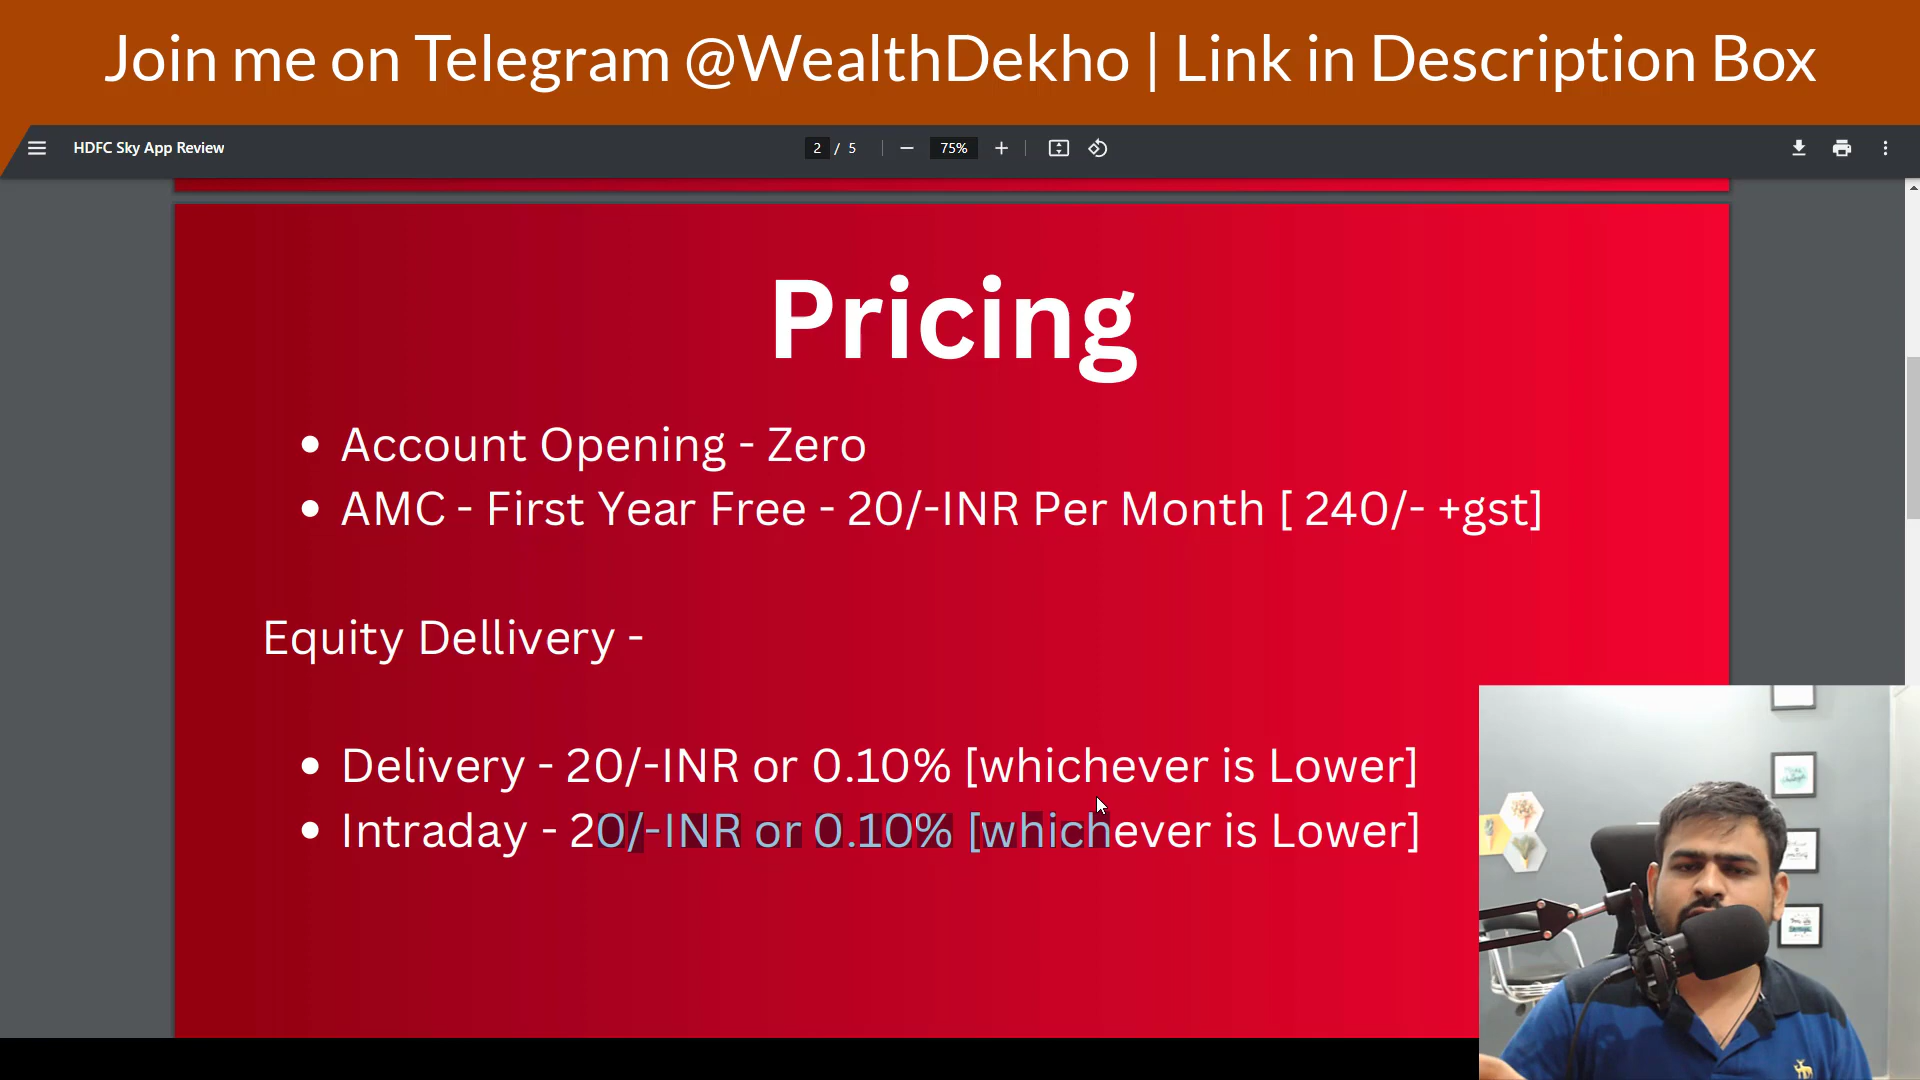 Join me on Telegram @WealthDekho | Link in Description Box
HDFC Sky App Review
2 / 5
75%
Pricing
• Account Opening - Zero
• AMC - First Year Free - 20/-INR Per Month [ 240/- +gst]
Equity Dellivery -
• Delivery - 20/-INR or 0.10% [whichever is Lower]
• Intraday - 20/-INR or 0.10% [whichever is Lower]